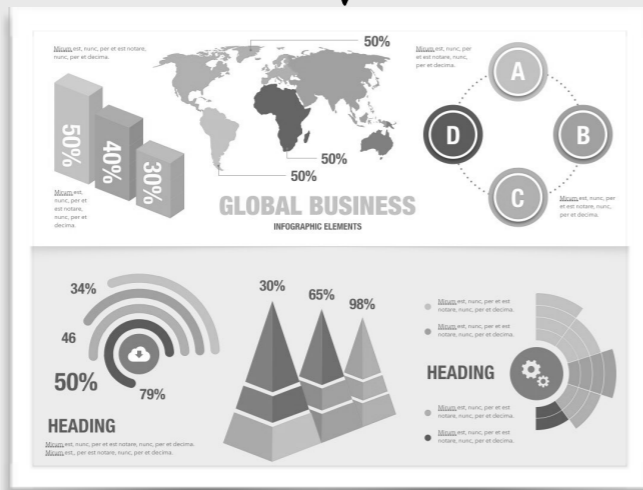 Mirum est, nunc, per et est notare,
nunc, per et decima.
50%
40%
30%
Mirum est,
nunc, per et
est notare,
nunc, per et
decima.
50%
50%
50%
GLOBAL BUSINESS
INFOGRAPHIC ELEMENTS
Mirum est, nunc, per
et est notare, nunc,
per et decima.
A
B
C
D
Mirum est, nunc, per
et est notare, nunc,
per et decima.
34%
46
50%
79%
HEADING
Mirum est, nunc, per et est notare, nunc, per et decima.
Mirum est, per est notare, nunc, per et decima.
30%
65%
98%
Mirum est, nunc, per et est
notare, nunc, per et decima.
Mirum est, nunc, per et est
notare, nunc, per et decima.
HEADING
Mirum est, nunc, per et est
notare, nunc, per et decima.
Mirum est, nunc, per et est
notare, nunc, per et decima.